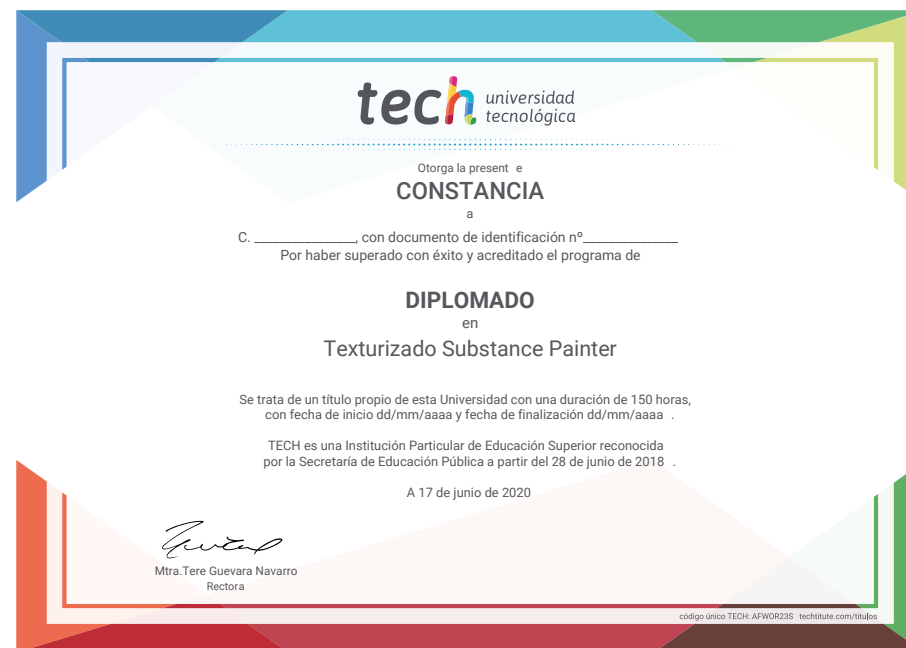 tech universidad
tecnológica
Otorga la present e
CONSTANCIA
a
C. _______________, con documento de identificación nº______________
Por haber superado con éxito y acreditado el programa de
DIPLOMADO
en
Texturizado Substance Painter
Se trata de un título propio de esta Universidad con una duración de 150 horas,
con fecha de inicio dd/mm/aaaa y fecha de finalización dd/mm/aaaa .
TECH es una Institución Particular de Educación Superior reconocida
por la Secretaría de Educación Pública a partir del 28 de junio de 2018 .
A 17 de junio de 2020
Mtra.Tere Guevara Navarro
Rectora
código único TECH: AFWOR23S techtitute.com/titulos